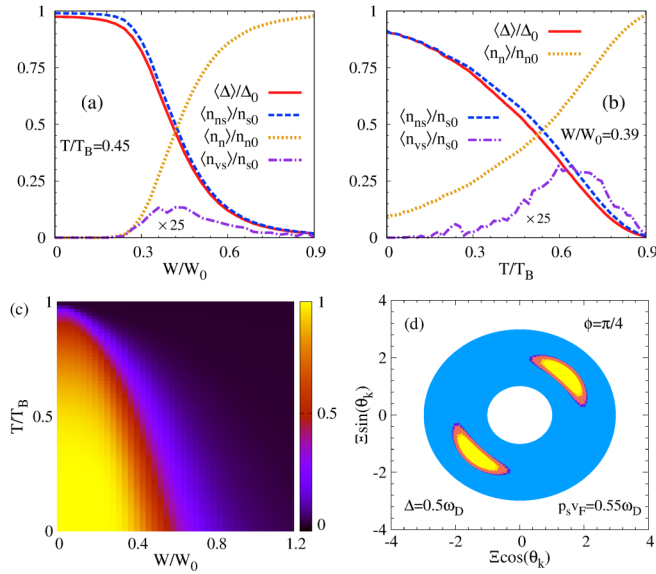 1
0.75
0.5
0.25
0
(a)
T/T_B=0.45
⟨Δ⟩/Δ_0
⟨n_ns⟩/n_s0
⟨n_n⟩/n_n0
⟨n_vs⟩/n_s0
×25
0 0.3 0.6 0.9
W/W_0
1
0.75
0.5
0.25
0
⟨Δ⟩/Δ_0
⟨n_n⟩/n_n0
(b)
⟨n_ns⟩/n_s0
⟨n_vs⟩/n_s0
W/W_0=0.39
×25
0 0.3 0.6 0.9
T/T_B
(c)
1
0.5
0
T/T_B
0 0.4 0.8 1.2
W/W_0
1
0.5
0
4
2
0
-2
-4
Ξsin(θ_k)
(d)
ϕ=π/4
Δ=0.5ω_D
p_sv_F=0.55ω_D
-4 -2 0 2 4
Ξcos(θ_k)